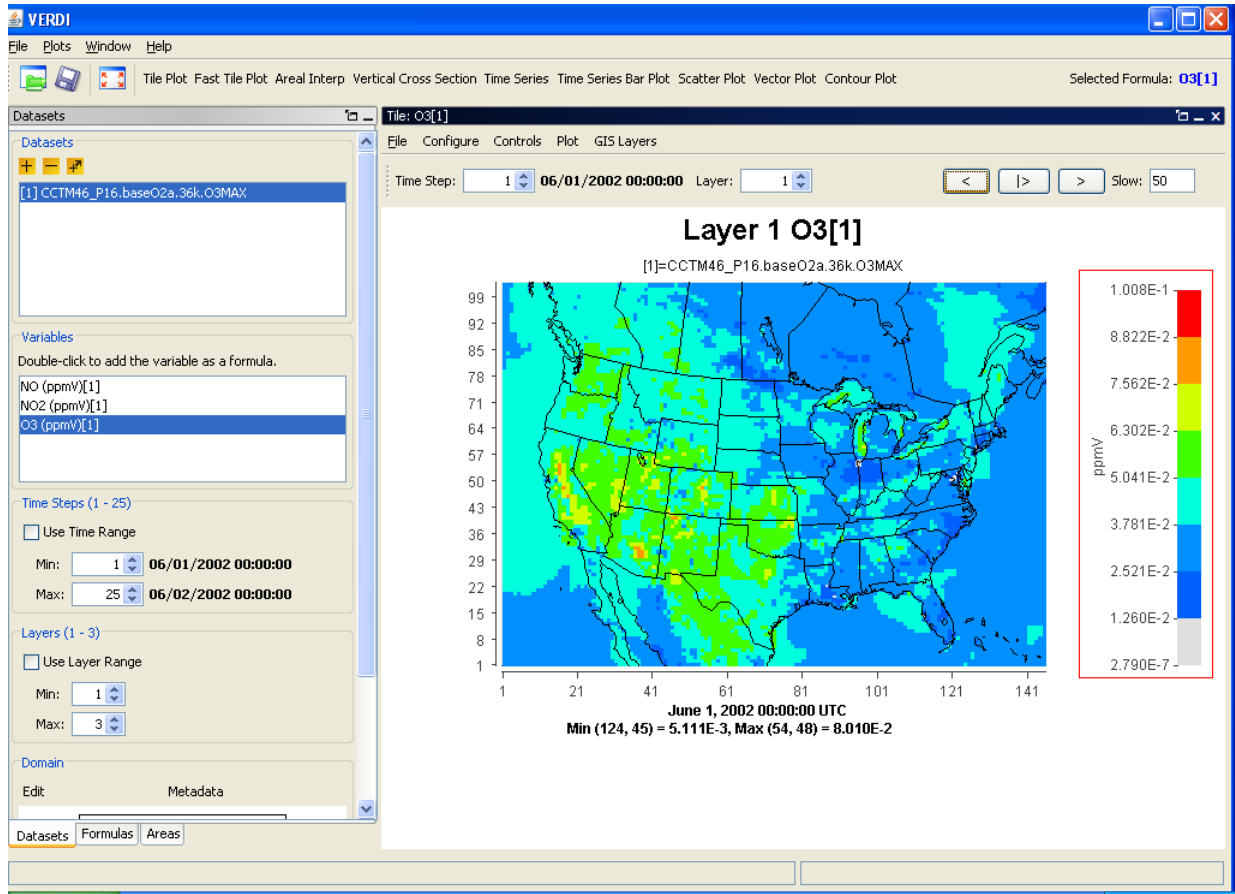 VERDI
File Plots Window Help
Tile Plot Fast Tile Plot Areal Interp Vertical Cross Section Time Series Time Series Bar Plot Scatter Plot Vector Plot Contour Plot Selected Formula: O3[1]
Datasets
Datasets
[1] CCTM46_P16.baseO2a.36k.O3MAX
Variables
Double-click to add the variable as a formula.
NO (ppmV)[1]
NO2 (ppmV)[1]
O3 (ppmV)[1]
Time Steps (1 - 25)
Use Time Range
Min: 1 06/01/2002 00:00:00
Max: 25 06/02/2002 00:00:00
Layers (1 - 3)
Use Layer Range
Min: 1
Max: 3
Domain
Edit Metadata
Datasets Formulas Areas
Tile: O3[1]
File Configure Controls Plot GIS Layers
Time Step: 1 06/01/2002 00:00:00 Layer: 1 < |> > Slow: 50
Layer 1 O3[1]
[1]=CCTM46_P16.baseO2a.36k.O3MAX
99
92
85
78
71
64
57
50
43
36
29
22
15
8
1
1 21 41 61 81 101 121 141
June 1, 2002 00:00:00 UTC
Min (124, 45) = 5.111E-3, Max (54, 48) = 8.010E-2
ppmV
1.008E-1
8.822E-2
7.562E-2
6.302E-2
5.041E-2
3.781E-2
2.521E-2
1.260E-2
2.790E-7